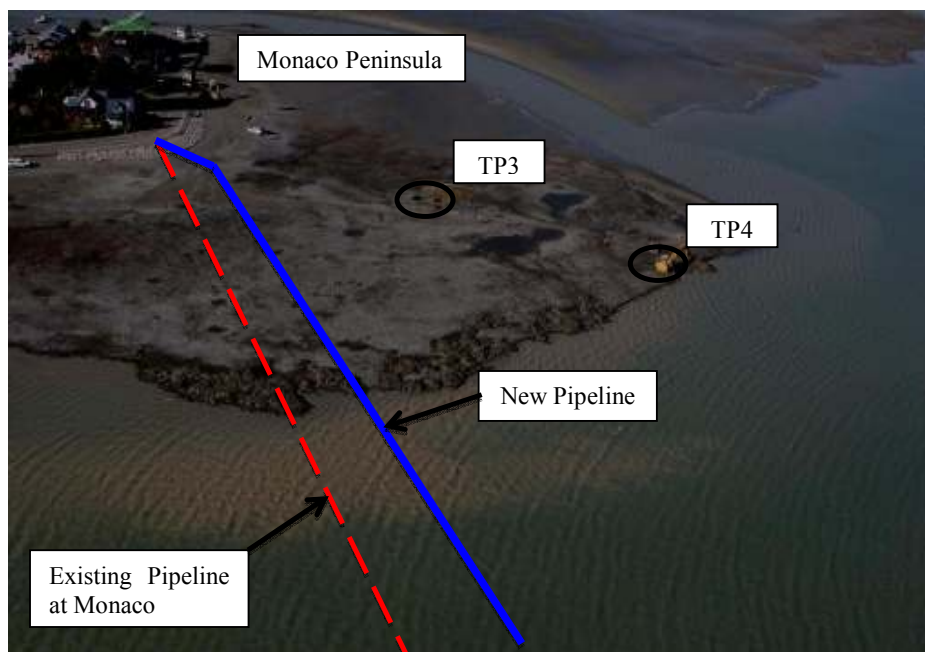 Monaco Peninsula
TP3
TP4
New Pipeline
Existing Pipeline
at Monaco